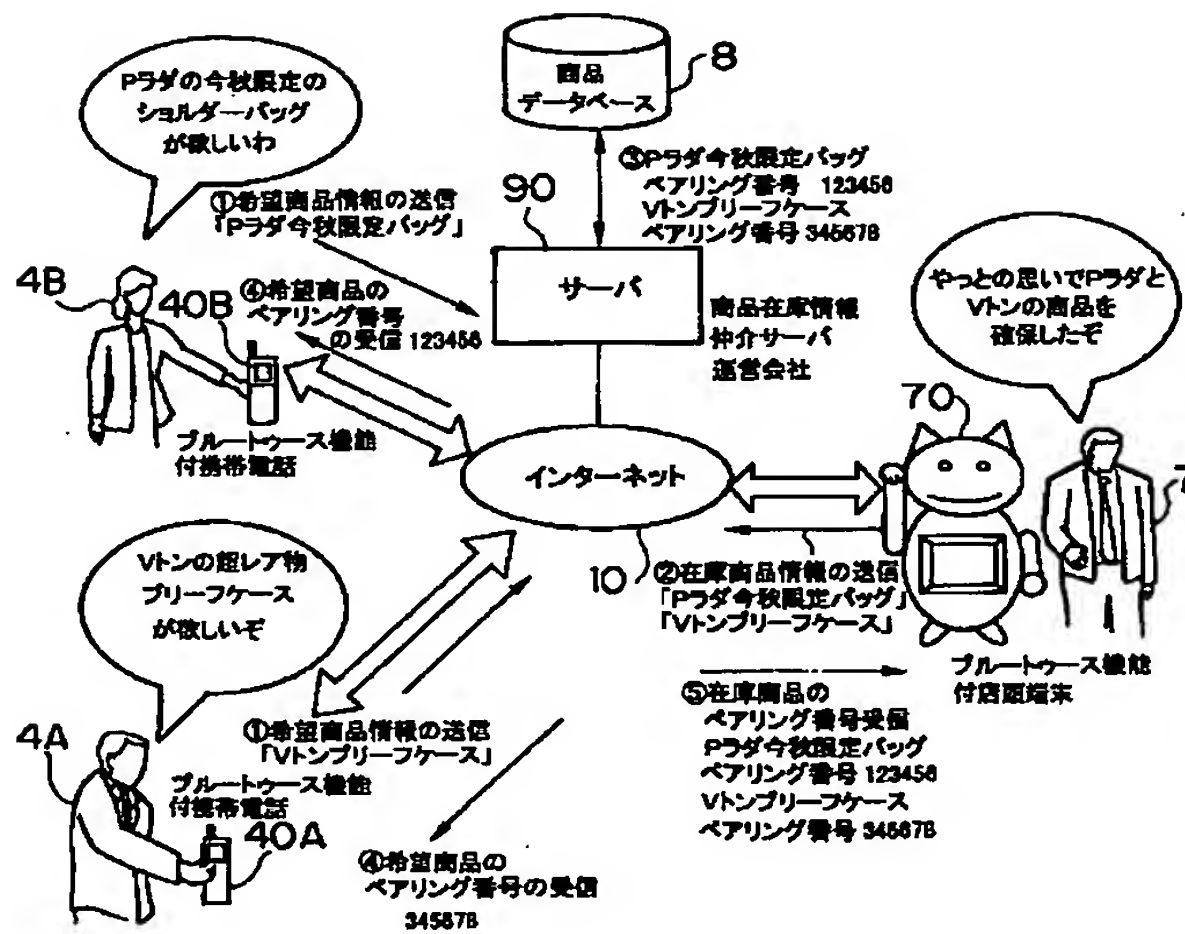 商品
データベース
8
Pラダの今秋限定の
ショルダーバッグ
が欲しいわ
①希望商品情報の送信
「Pラダ今秋限定バッグ」
90
③Pラダ今秋限定バッグ
ペアリング番号 123456
Vトンブリーフケース
ペアリング番号 345678
サーバ
商品在庫情報
仲介サーバ
運営会社
4B
40B
④希望商品の
ペアリング番号
の受信 123456
ブルートゥース機能
付携帯電話
やっとの思いでPラダと
Vトンの商品を
確保したぞ
70
7
インターネット
10
②在庫商品情報の送信
「Pラダ今秋限定バッグ」
「Vトンブリーフケース」
ブルートゥース機能
付店頭端末
⑤在庫商品の
ペアリング番号受信
Pラダ今秋限定バッグ
ペアリング番号 123456
Vトンブリーフケース
ペアリング番号 345678
Vトンの超レア物
ブリーフケース
が欲しいぞ
①希望商品情報の送信
「Vトンブリーフケース」
4A
ブルートゥース機能
付携帯電話
40A
④希望商品の
ペアリング番号の受信
345678